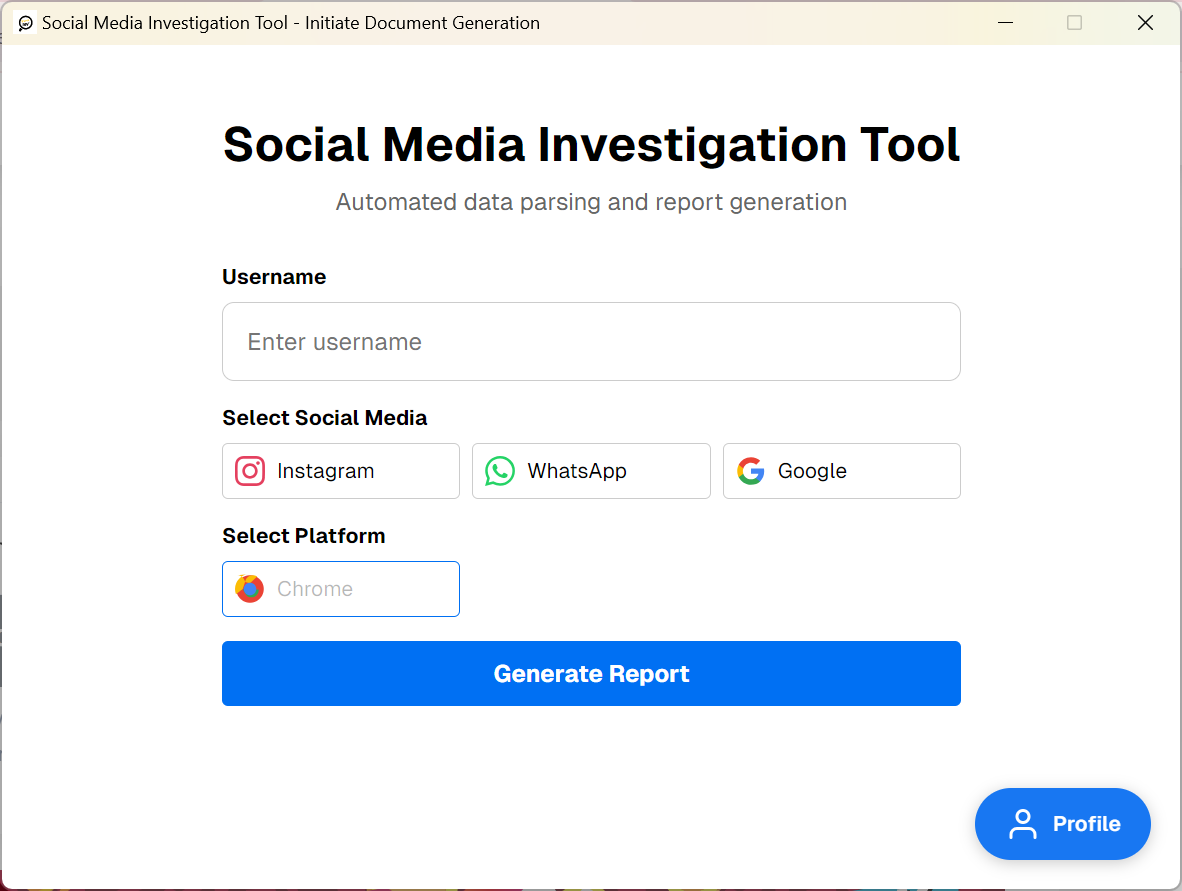 Social Media Investigation Tool - Initiate Document Generation
Social Media Investigation Tool
Automated data parsing and report generation
Username
Enter username
Select Social Media
Instagram
WhatsApp
Google
Select Platform
Chrome
Generate Report
Profile